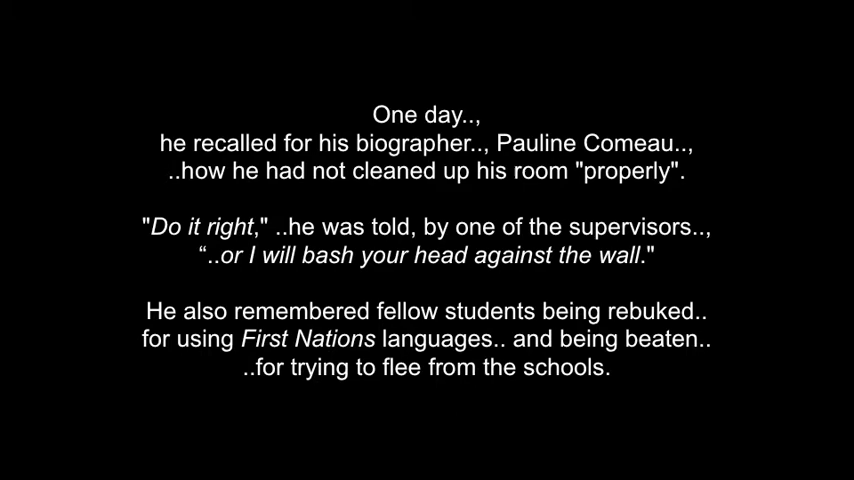 One day..,
he recalled for his biographer.., Pauline Comeau..,
..how he had not cleaned up his room "properly".
"Do it right," ..he was told, by one of the supervisors..,
“..or I will bash your head against the wall."
He also remembered fellow students being rebuked..
for using First Nations languages.. and being beaten..
..for trying to flee from the schools.